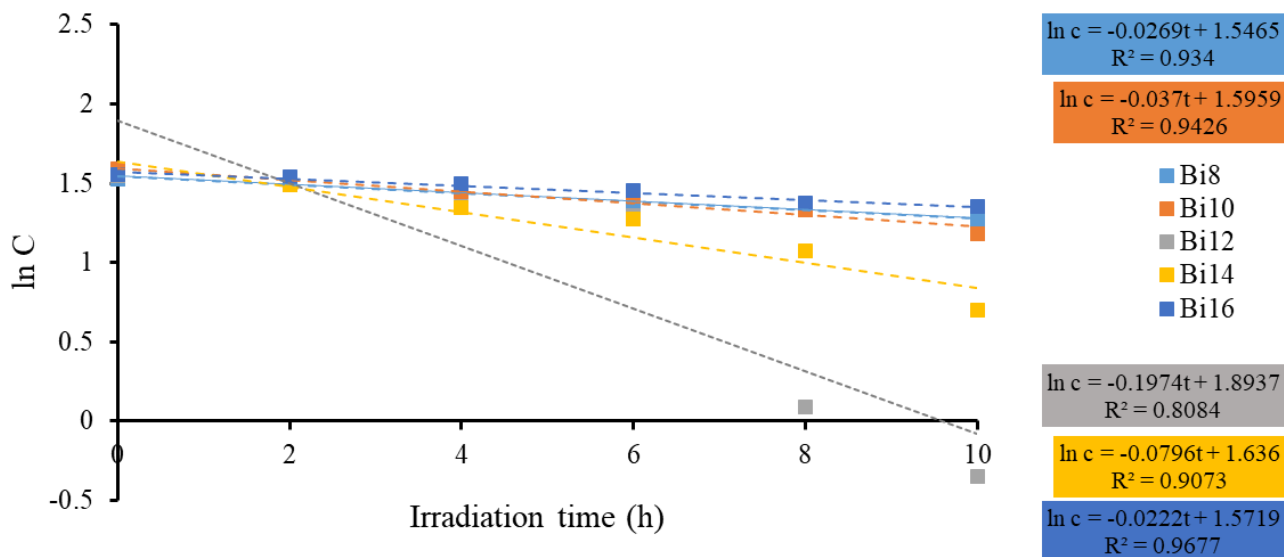 2.5
2
1.5
1
0.5
0
-0.5
ln C
0 2 4 6 8 10
Irradiation time (h)
ln c = -0.0269t + 1.5465
R² = 0.934
ln c = -0.037t + 1.5959
R² = 0.9426
Bi8
Bi10
Bi12
Bi14
Bi16
ln c = -0.1974t + 1.8937
R² = 0.8084
ln c = -0.0796t + 1.636
R² = 0.9073
ln c = -0.0222t + 1.5719
R² = 0.9677